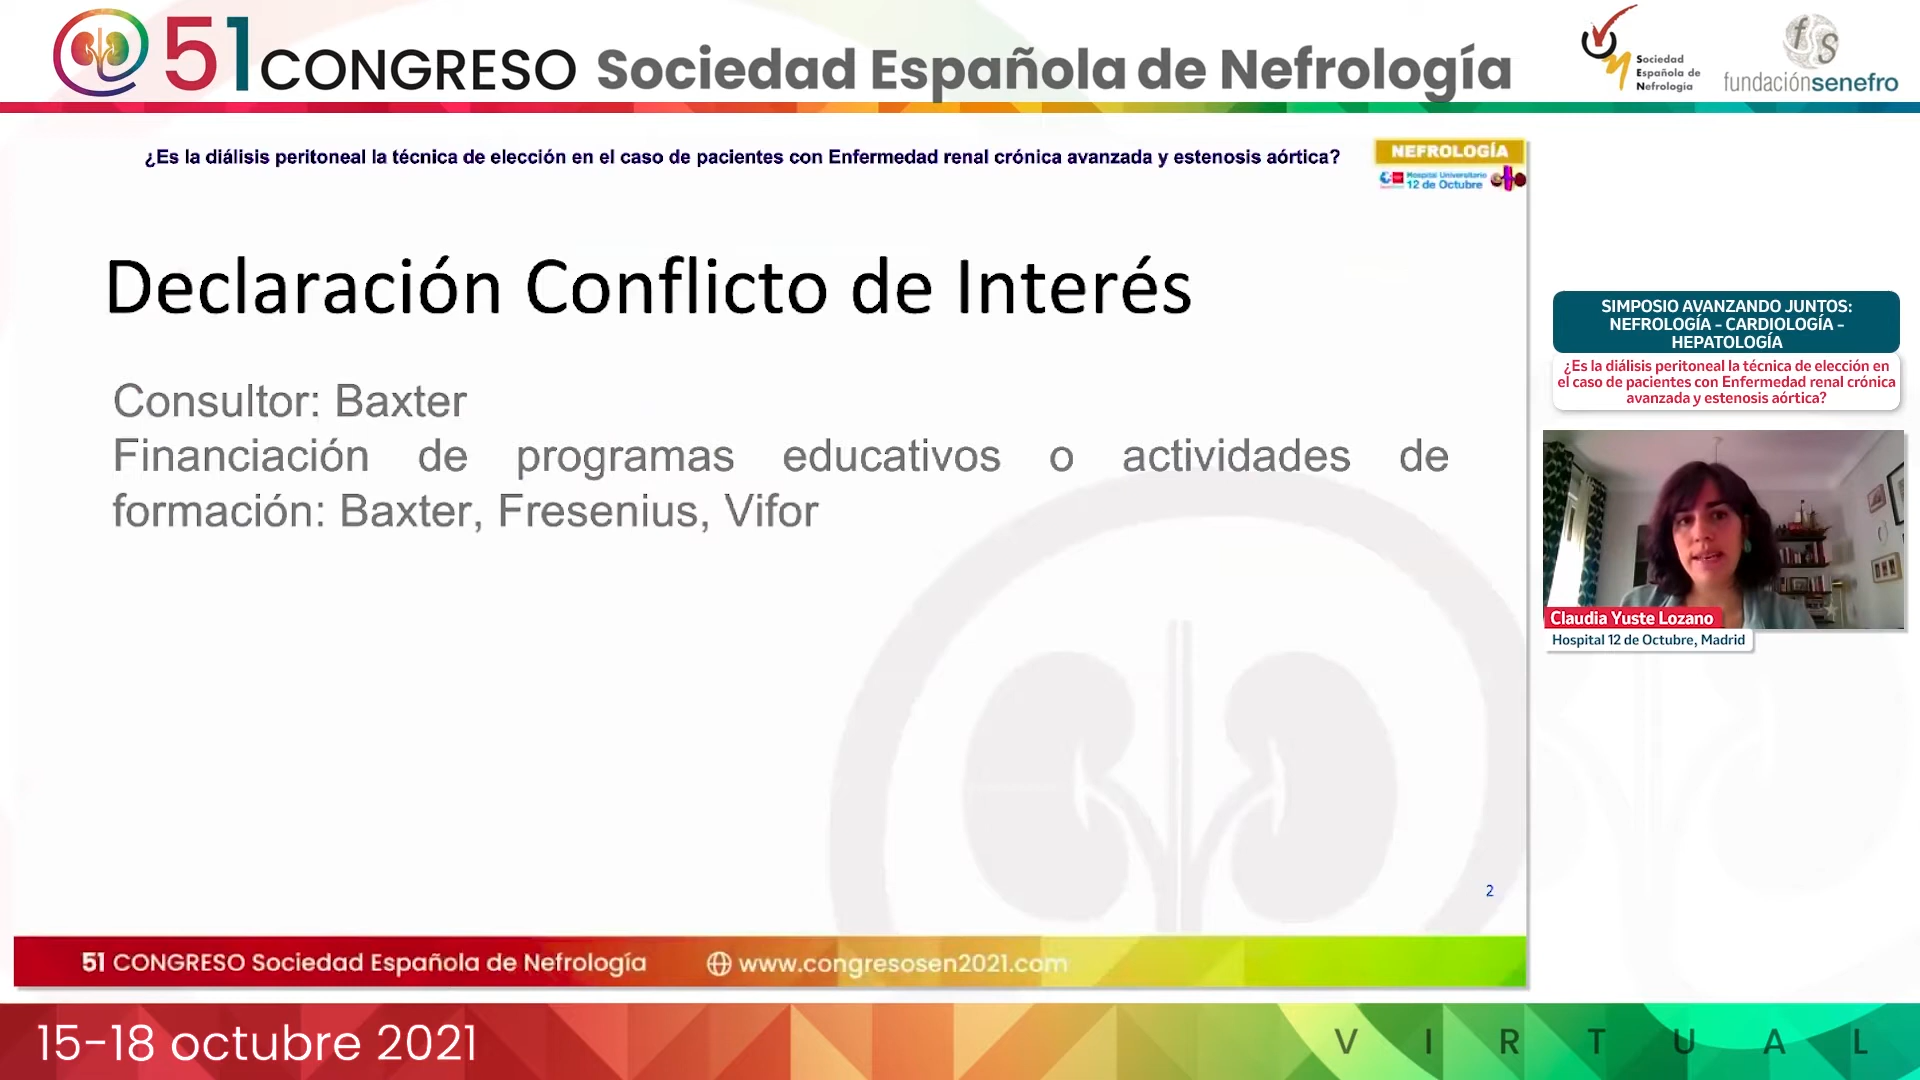 51 CONGRESO Sociedad Española de Nefrología
Sociedad
Española de
Nefrología
fs
fundaciónsenefro
¿Es la diálisis peritoneal la técnica de elección en el caso de pacientes con Enfermedad renal crónica avanzada y estenosis aórtica?
NEFROLOGÍA
Hospital Universitario
12 de Octubre
Declaración Conflicto de Interés
Consultor: Baxter
Financiación de programas educativos o actividades de
formación: Baxter, Fresenius, Vifor
2
51 CONGRESO Sociedad Española de Nefrología
www.congresosen2021.com
SIMPOSIO AVANZANDO JUNTOS:
NEFROLOGÍA - CARDIOLOGÍA -
HEPATOLOGÍA
¿Es la diálisis peritoneal la técnica de elección en
el caso de pacientes con Enfermedad renal crónica
avanzada y estenosis aórtica?
Claudia Yuste Lozano
Hospital 12 de Octubre, Madrid
15-18 octubre 2021
VIRTUAL